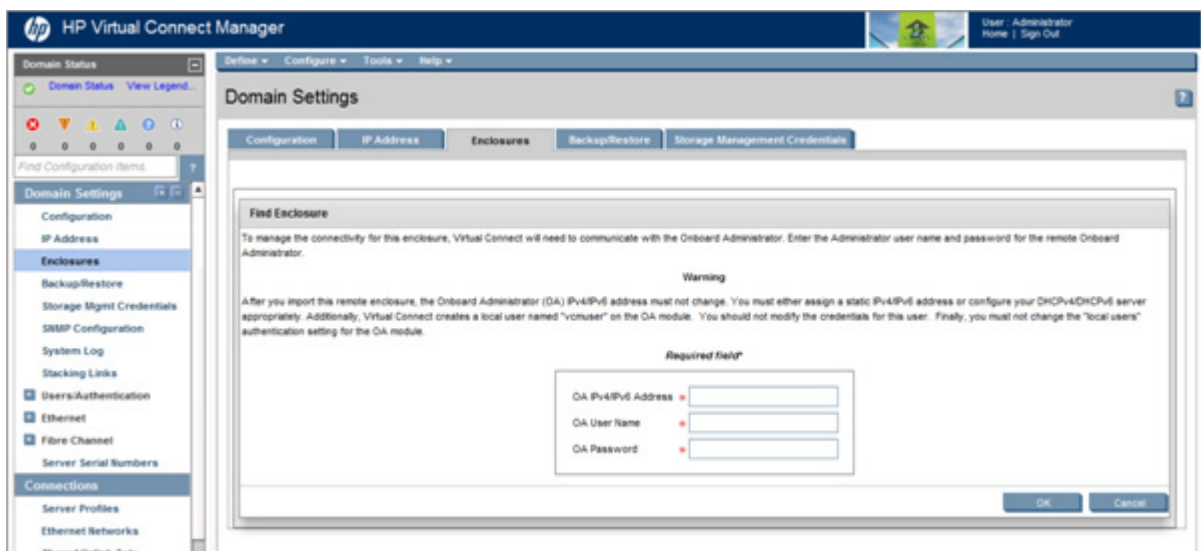 hp HP Virtual Connect Manager
User : Administrator
Home | Sign Out
Domain Status
Domain Status View Legend...
0 0 0 0 0 0
Find Configuration Items.
?
Domain Settings
Configuration
IP Address
Enclosures
Backup/Restore
Storage Mgmt Credentials
SNMP Configuration
System Log
Stacking Links
Users/Authentication
Ethernet
Fibre Channel
Server Serial Numbers
Connections
Server Profiles
Ethernet Networks
Define Configure Tools Help
Domain Settings
?
Configuration IP Address Enclosures Backup/Restore Storage Management Credentials
Find Enclosure
To manage the connectivity for this enclosure, Virtual Connect will need to communicate with the Onboard Administrator. Enter the Administrator user name and password for the remote Onboard
Administrator.
Warning
After you import this remote enclosure, the Onboard Administrator (OA) IPv4/IPv6 address must not change. You must either assign a static IPv4/IPv6 address or configure your DHCPv4/DHCPv6 server
appropriately. Additionally, Virtual Connect creates a local user named "vcmuser" on the OA module. You should not modify the credentials for this user. Finally, you must not change the "local users"
authentication setting for the OA module.
Required field*
OA IPv4/IPv6 Address *
OA User Name *
OA Password *
OK Cancel